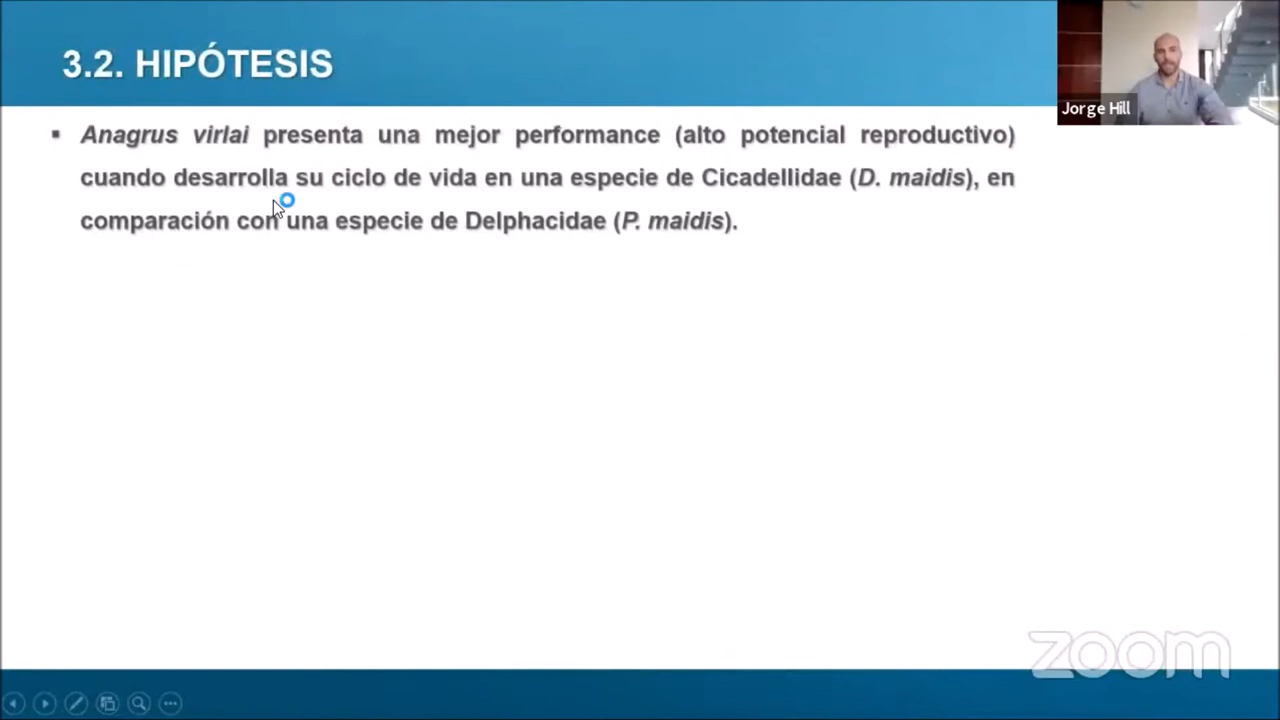 3.2. HIPÓTESIS
Jorge Hill
▪ Anagrus virlai presenta una mejor performance (alto potencial reproductivo)
cuando desarrolla su ciclo de vida en una especie de Cicadellidae (D. maidis), en
comparación con una especie de Delphacidae (P. maidis).
zoom